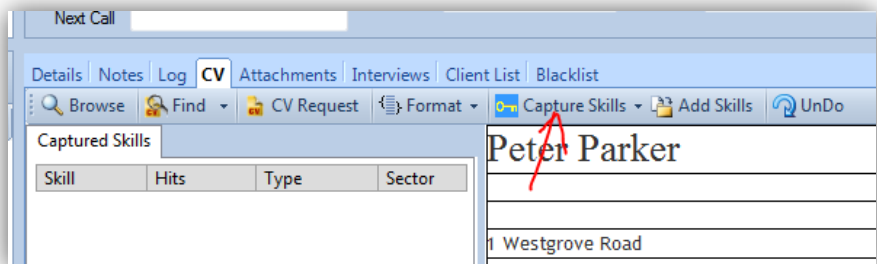 Next Call
Details Notes Log CV Attachments Interviews Client List Blacklist
Browse Find CV Request Format Capture Skills Add Skills UnDo
Captured Skills
Peter Parker
Skill Hits Type Sector
1 Westgrove Road